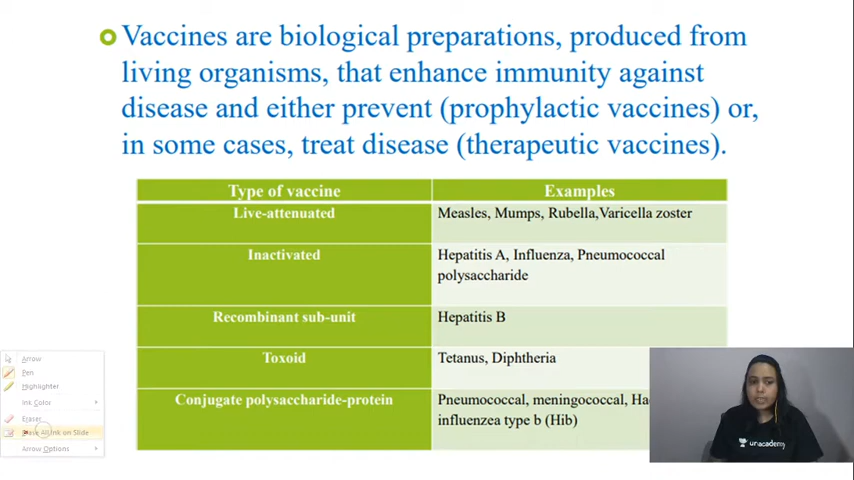 Vaccines are biological preparations, produced from
living organisms, that enhance immunity against
disease and either prevent (prophylactic vaccines) or,
in some cases, treat disease (therapeutic vaccines).
Type of vaccine Examples
Live-attenuated Measles, Mumps, Rubella,Varicella zoster
Inactivated Hepatitis A, Influenza, Pneumococcal
polysaccharide
Recombinant sub-unit Hepatitis B
Toxoid Tetanus, Diphtheria
Conjugate polysaccharide-protein Pneumococcal, meningococcal,
influenzea type b (Hib)
Arrow
Pen
Highlighter
Ink Color
Eraser
Ink on Slide
Arrow Options
unacademy